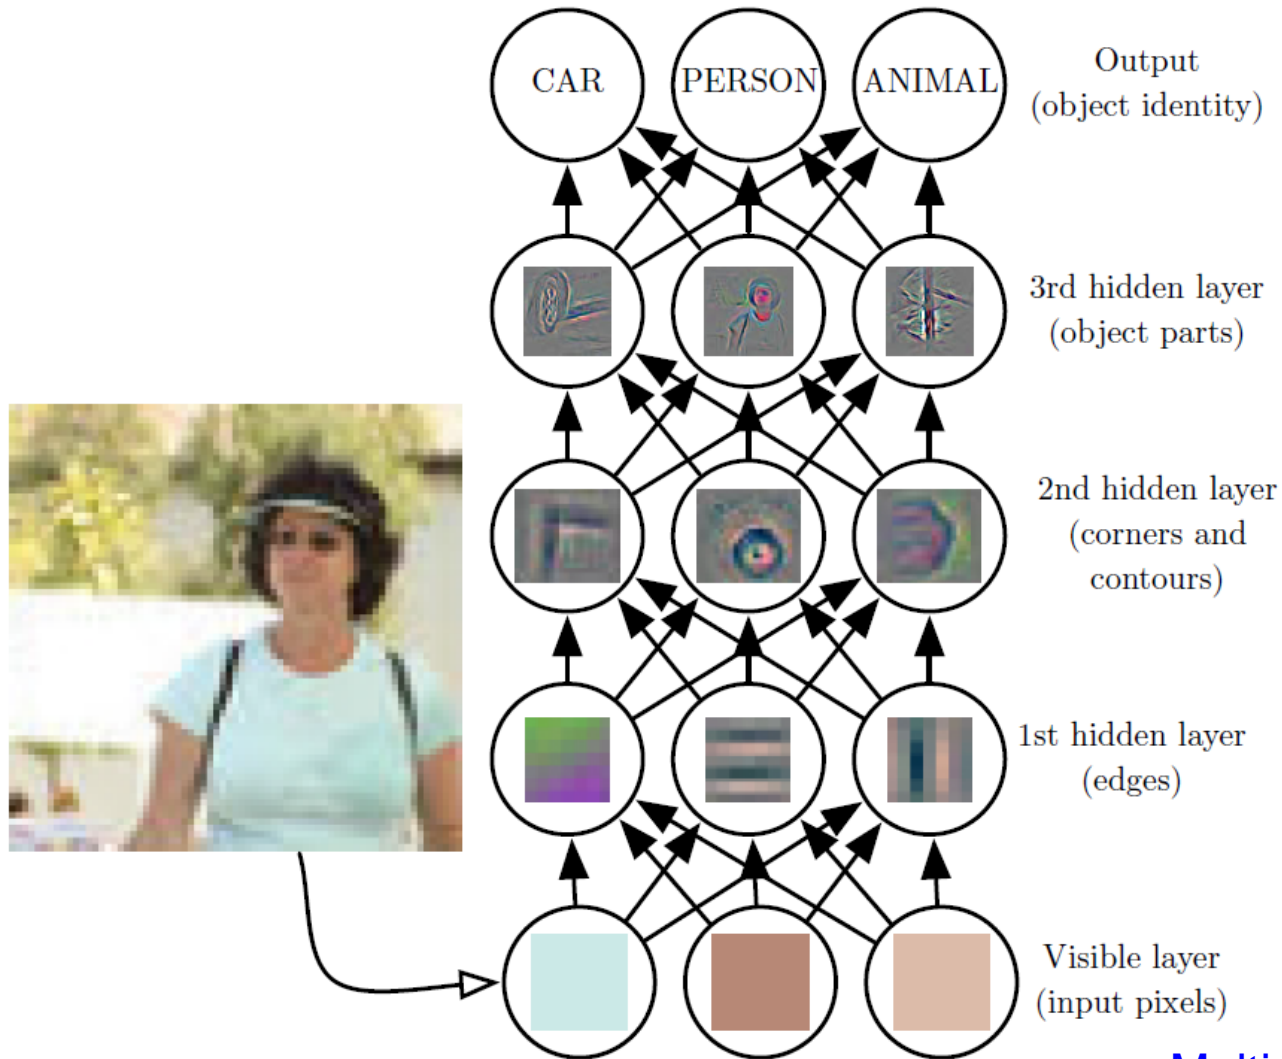 CAR PERSON ANIMAL
Output
(object identity)
3rd hidden layer
(object parts)
2nd hidden layer
(corners and
contours)
1st hidden layer
(edges)
Visible layer
(input pixels)